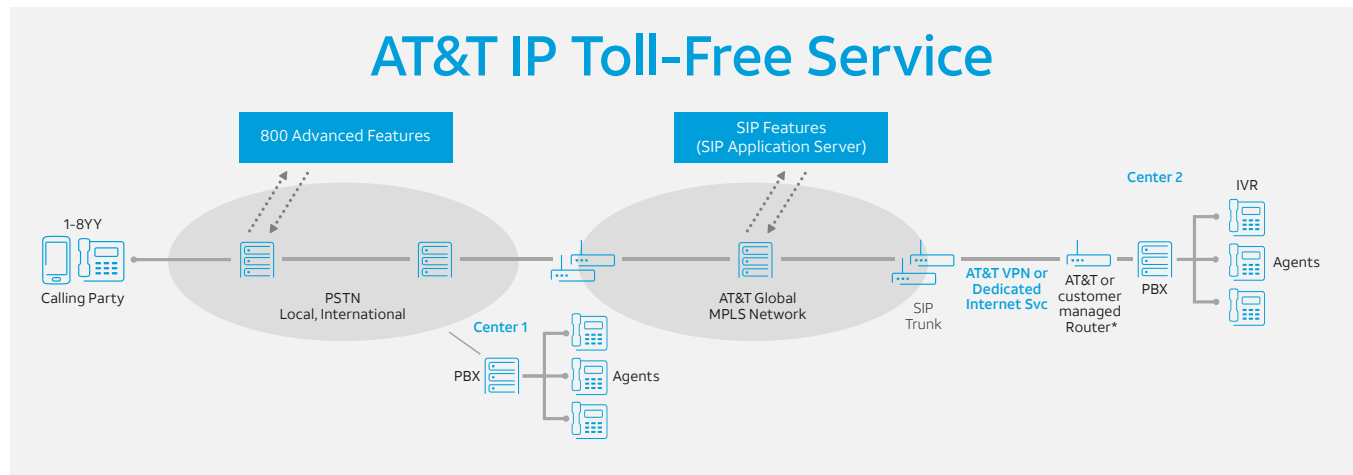 AT&T IP Toll-Free Service
800 Advanced Features
SIP Features
(SIP Application Server)
1-8YY
Calling Party
PSTN
Local, International
Center 1
PBX
Agents
AT&T Global
MPLS Network
SIP
Trunk
AT&T VPN or
Dedicated
Internet Svc
AT&T or
customer
managed
Router*
Center 2
PBX
IVR
Agents